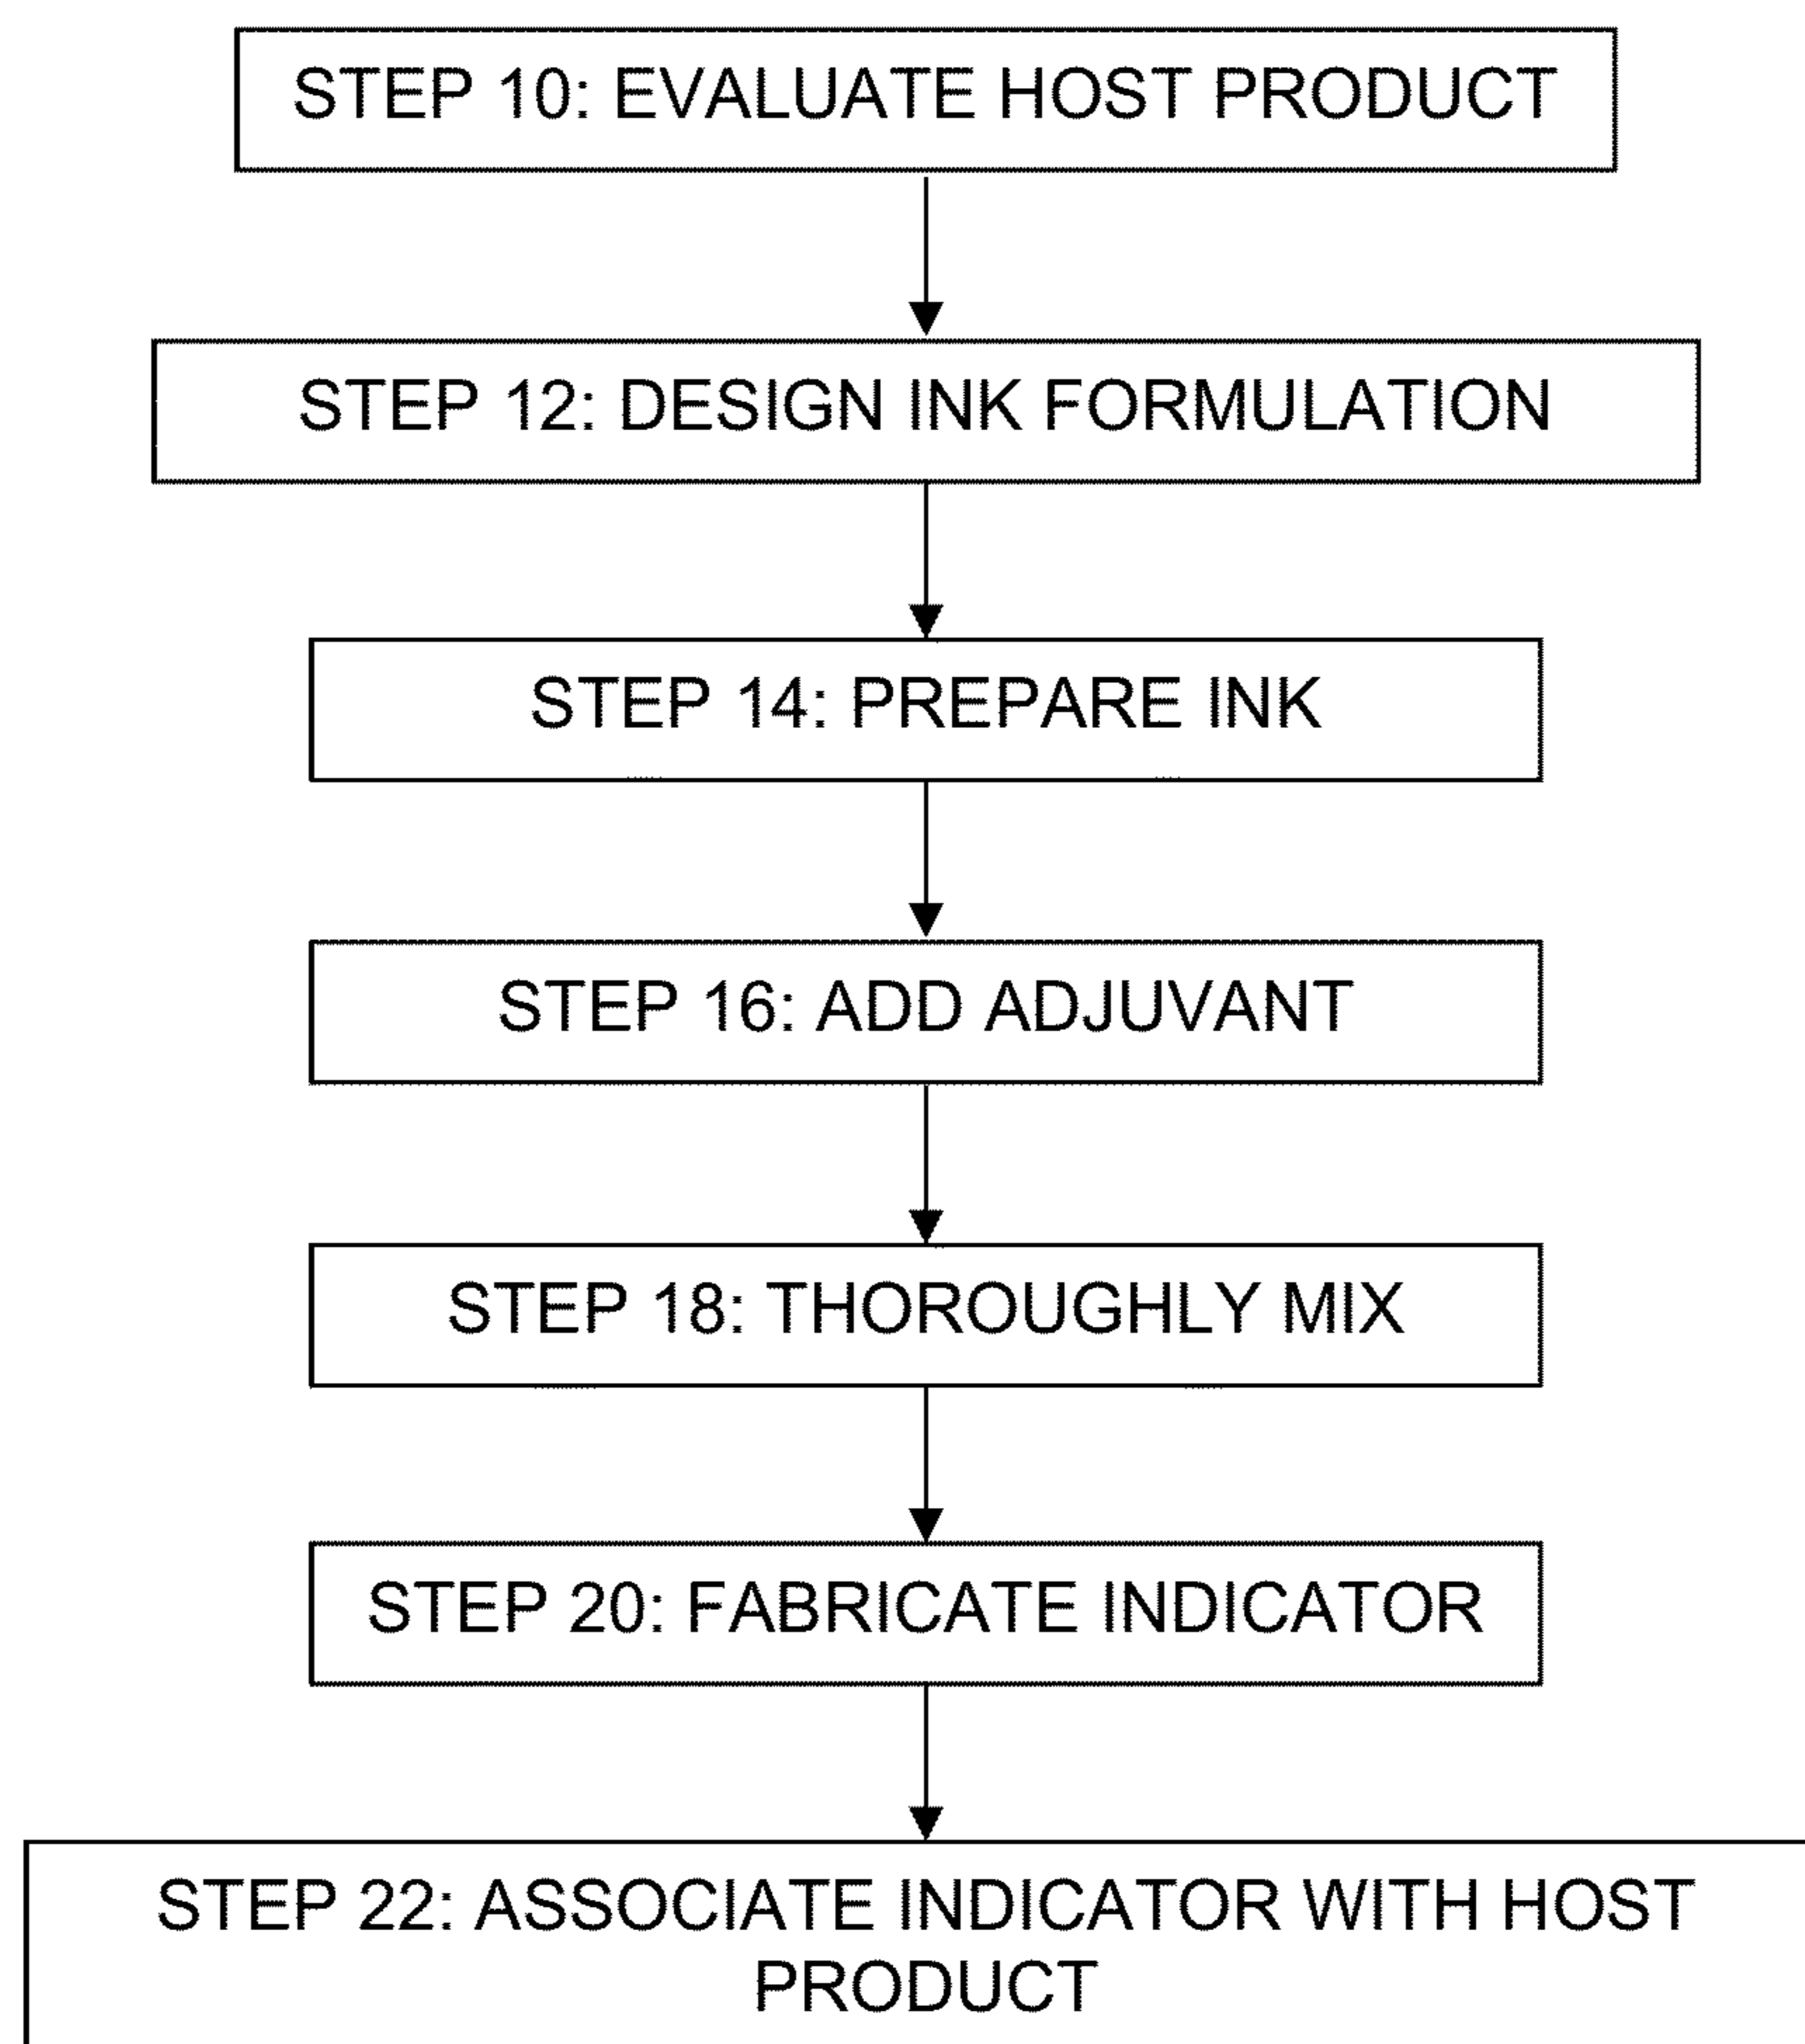 STEP 10: EVALUATE HOST PRODUCT
STEP 12: DESIGN INK FORMULATION
STEP 14: PREPARE INK
STEP 16: ADD ADJUVANT
STEP 18: THOROUGHLY MIX
STEP 20: FABRICATE INDICATOR
STEP 22: ASSOCIATE INDICATOR WITH HOST
PRODUCT